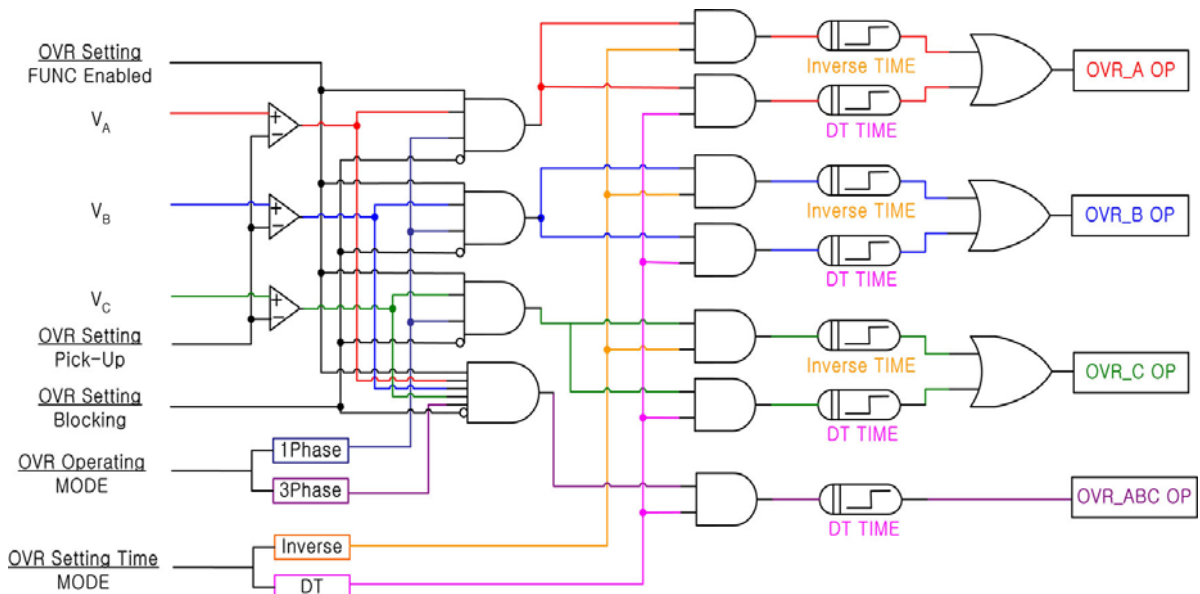 OVR Setting
FUNC Enabled
VA
VB
VC
OVR Setting
Pick-Up
OVR Setting
Blocking
OVR Operating
MODE
1Phase
3Phase
OVR Setting Time
MODE
Inverse
DT
+
−
+
−
+
−
Inverse TIME
DT TIME
OVR_A OP
Inverse TIME
DT TIME
OVR_B OP
Inverse TIME
DT TIME
OVR_C OP
DT TIME
OVR_ABC OP